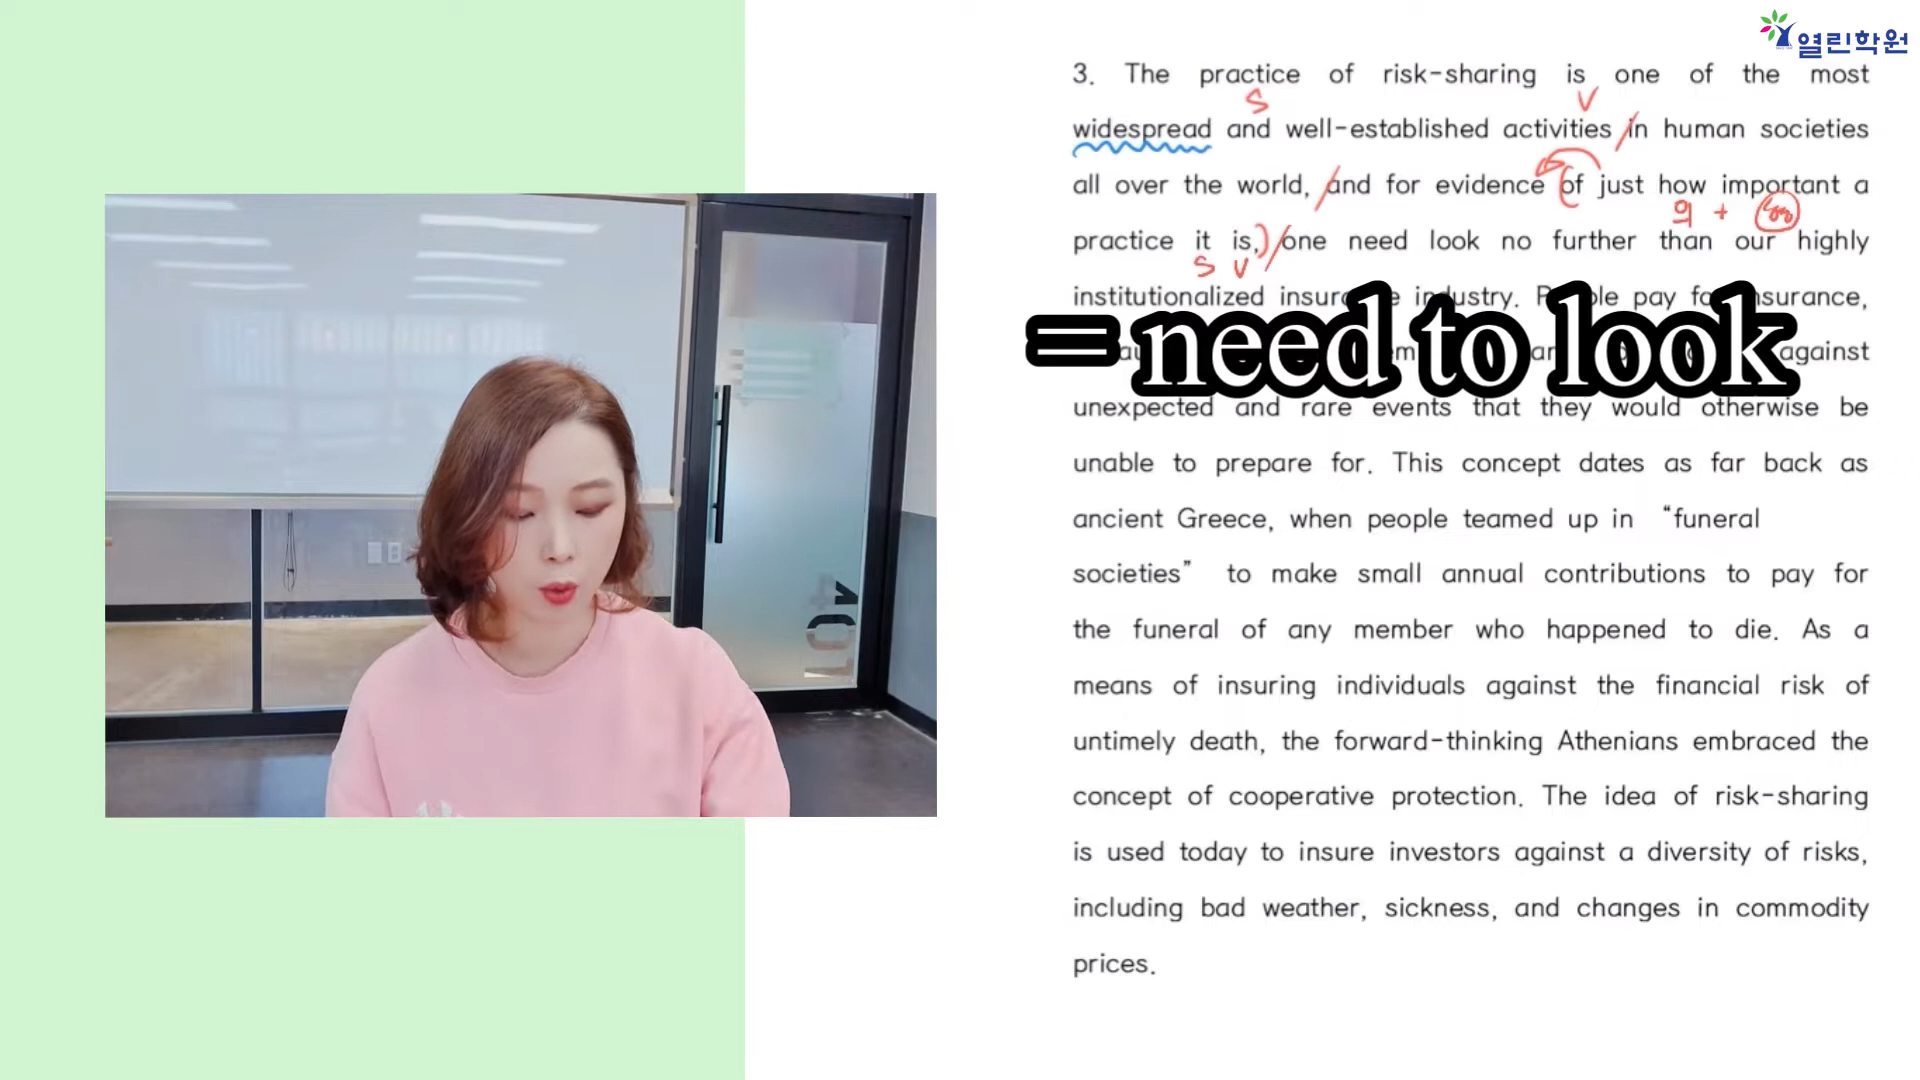 열린학원
3. The practice of risk-sharing is one of the most
S V
widespread and well-established activities in human societies
all over the world, and for evidence of just how important a
의 +
practice it is, one need look no further than our highly
S V
institutionalized insurance industry. People pay for insurance,
= need to look
against
unexpected and rare events that they would otherwise be
unable to prepare for. This concept dates as far back as
ancient Greece, when people teamed up in “funeral
societies” to make small annual contributions to pay for
the funeral of any member who happened to die. As a
means of insuring individuals against the financial risk of
untimely death, the forward-thinking Athenians embraced the
concept of cooperative protection. The idea of risk-sharing
is used today to insure investors against a diversity of risks,
including bad weather, sickness, and changes in commodity
prices.